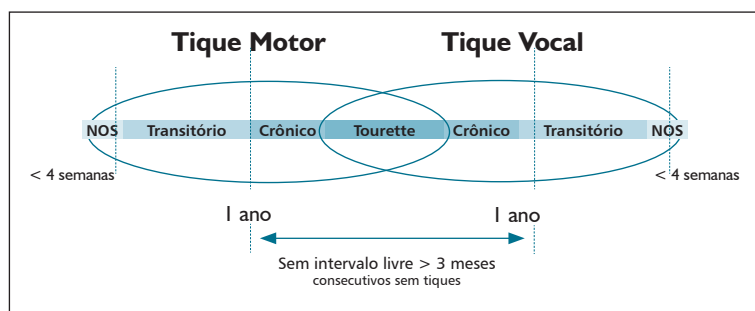 Tique Motor Tique Vocal
NOS Transitório Crônico Tourette Crônico Transitório NOS
< 4 semanas < 4 semanas
1 ano 1 ano
Sem intervalo livre > 3 meses
consecutivos sem tiques